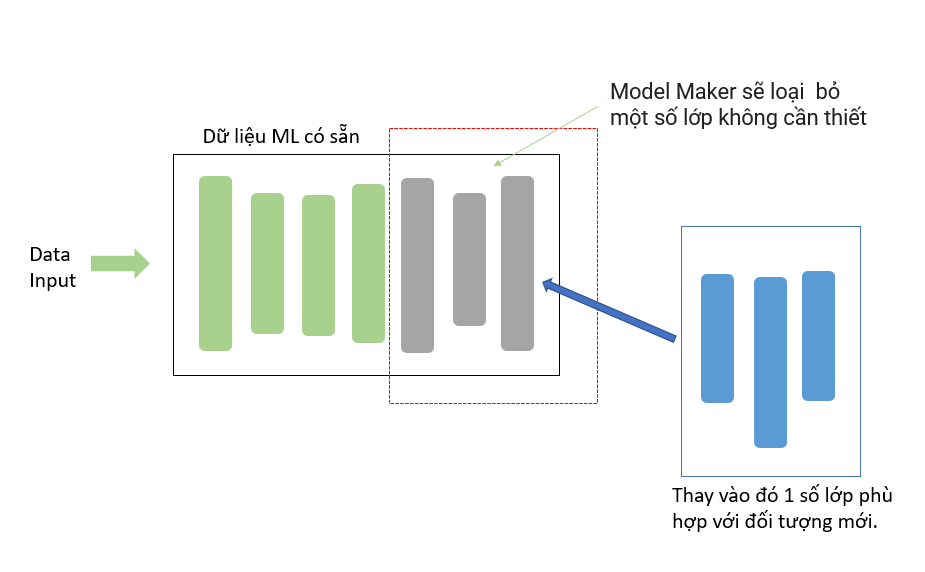 Model Maker sẽ loại bỏ
một số lớp không cần thiết
Dữ liệu ML có sẵn
Data
Input
Thay vào đó 1 số lớp phù
hợp với đối tượng mới.